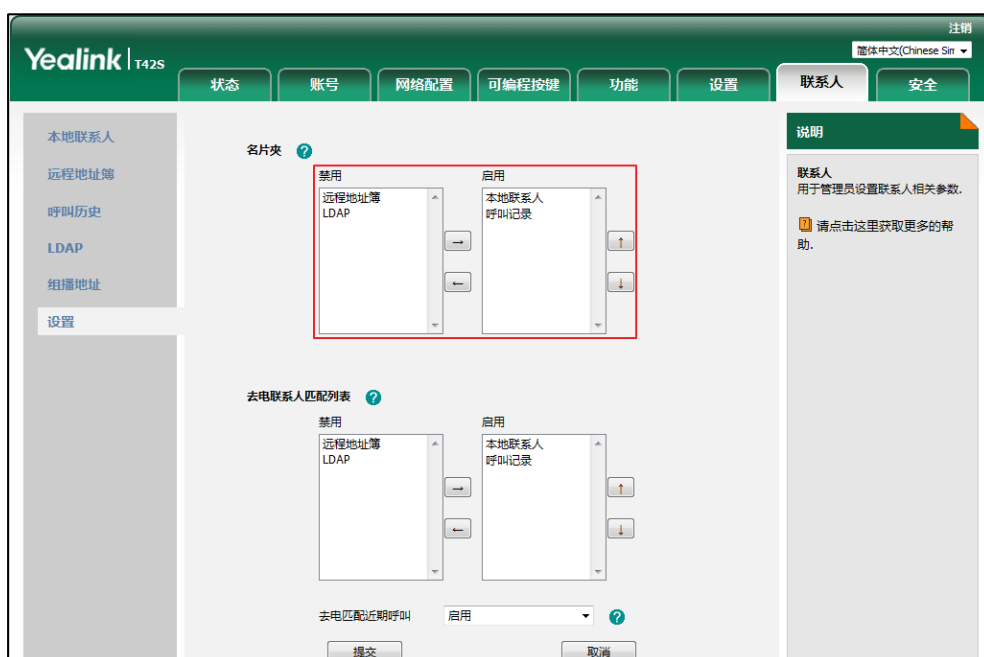 注销
Yealink T42S
简体中文(Chinese Sin
状态 账号 网络配置 可编程按键 功能 设置 联系人 安全
本地联系人
远程地址簿
呼叫历史
LDAP
组播地址
设置
名片夹 ?
禁用 启用
远程地址簿
LDAP
本地联系人
呼叫记录
→ ↑
← ↓
去电联系人匹配列表 ?
禁用 启用
远程地址簿
LDAP
本地联系人
呼叫记录
→ ↑
← ↓
去电匹配近期呼叫 启用 ?
提交 取消
说明
联系人
用于管理员设置联系人相关参数.
? 请点击这里获取更多的帮
助.